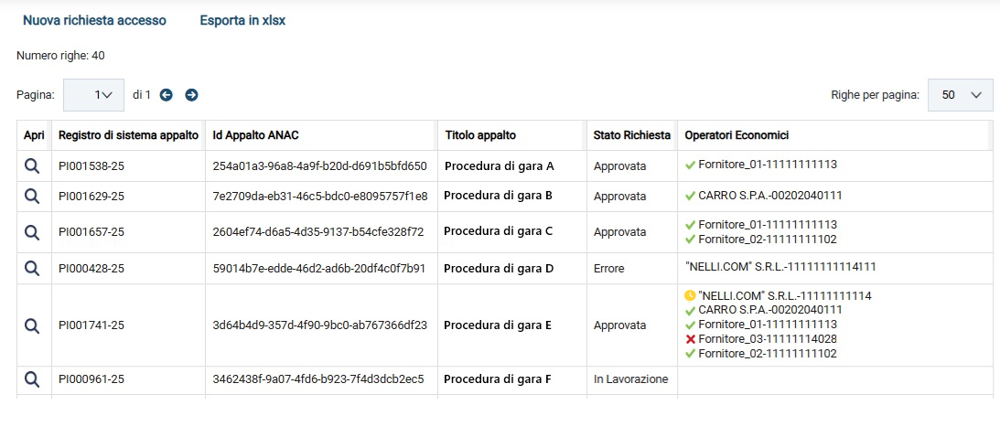 Nuova richiesta accesso Esporta in xlsx
Numero righe: 40
Pagina: 1 di 1 Righe per pagina: 50
Apri Registro di sistema appalto Id Appalto ANAC Titolo appalto Stato Richiesta Operatori Economici
PI001538-25 254a01a3-96a8-4a9f-b20d-d691b5bfd650 Procedura di gara A Approvata Fornitore_01-11111111113
PI001629-25 7e2709da-eb31-46c5-bdc0-e8095757f1e8 Procedura di gara B Approvata CARRO S.P.A.-00202040111
PI001657-25 2604ef74-d6a5-4d35-9137-b54cfe328f72 Procedura di gara C Approvata Fornitore_01-11111111113
Fornitore_02-11111111102
PI000428-25 59014b7e-edde-46d2-ad6b-20df4c0f7b91 Procedura di gara D Errore "NELLI.COM" S.R.L.-11111111114111
PI001741-25 3d64b4d9-357d-4f90-9bc0-ab767366df23 Procedura di gara E Approvata "NELLI.COM" S.R.L.-11111111114
CARRO S.P.A.-00202040111
Fornitore_01-11111111113
Fornitore_03-11111114028
Fornitore_02-11111111102
PI000961-25 3462438f-9a07-4fd6-b923-7f4d3dcb2ec5 Procedura di gara F In Lavorazione